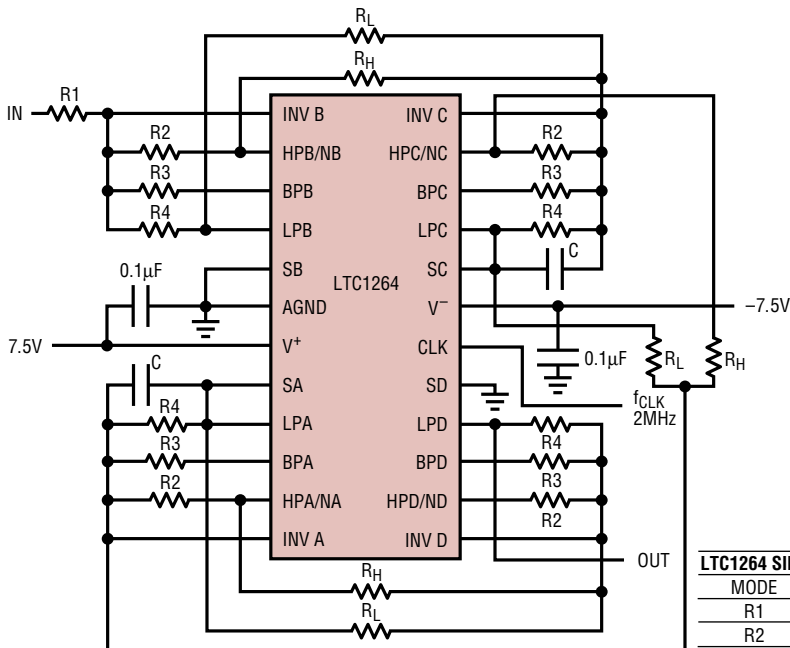 RL
RH
IN
R1
INV B
INV C
R2
HPB/NB
HPC/NC
R2
R3
BPB
BPC
R3
R4
LPB
LPC
R4
0.1µF
SB
LTC1264
SC
C
AGND
V–
–7.5V
7.5V
V+
CLK
0.1µF
RL
RH
C
SA
SD
fCLK
2MHz
R4
LPA
LPD
R4
R3
BPA
BPD
R3
R2
HPA/NA
HPD/ND
R2
INV A
INV D
OUT
RH
RL
LTC1264
MODE
R1
R2